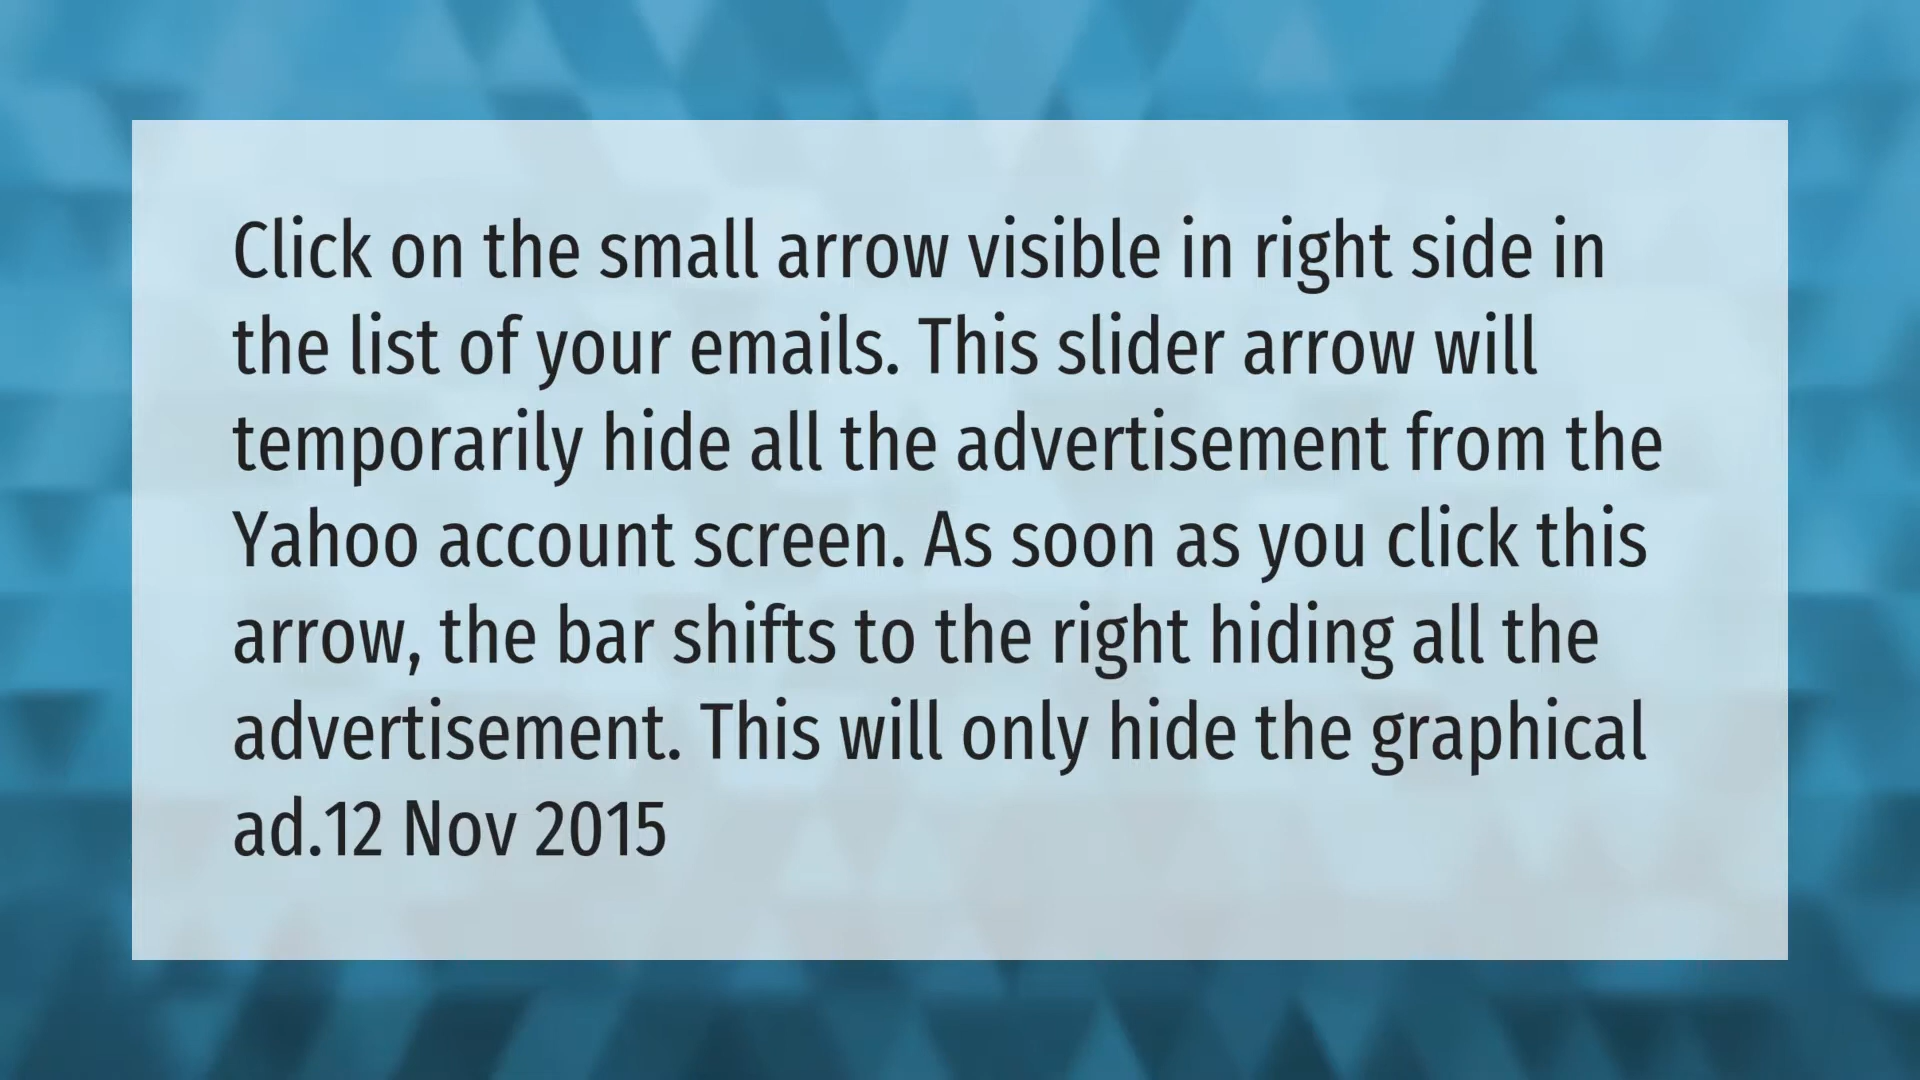 Click on the small arrow visible in right side in
the list of your emails. This slider arrow will
temporarily hide all the advertisement from the
Yahoo account screen. As soon as you click this
arrow, the bar shifts to the right hiding all the
advertisement. This will only hide the graphical
ad.12 Nov 2015